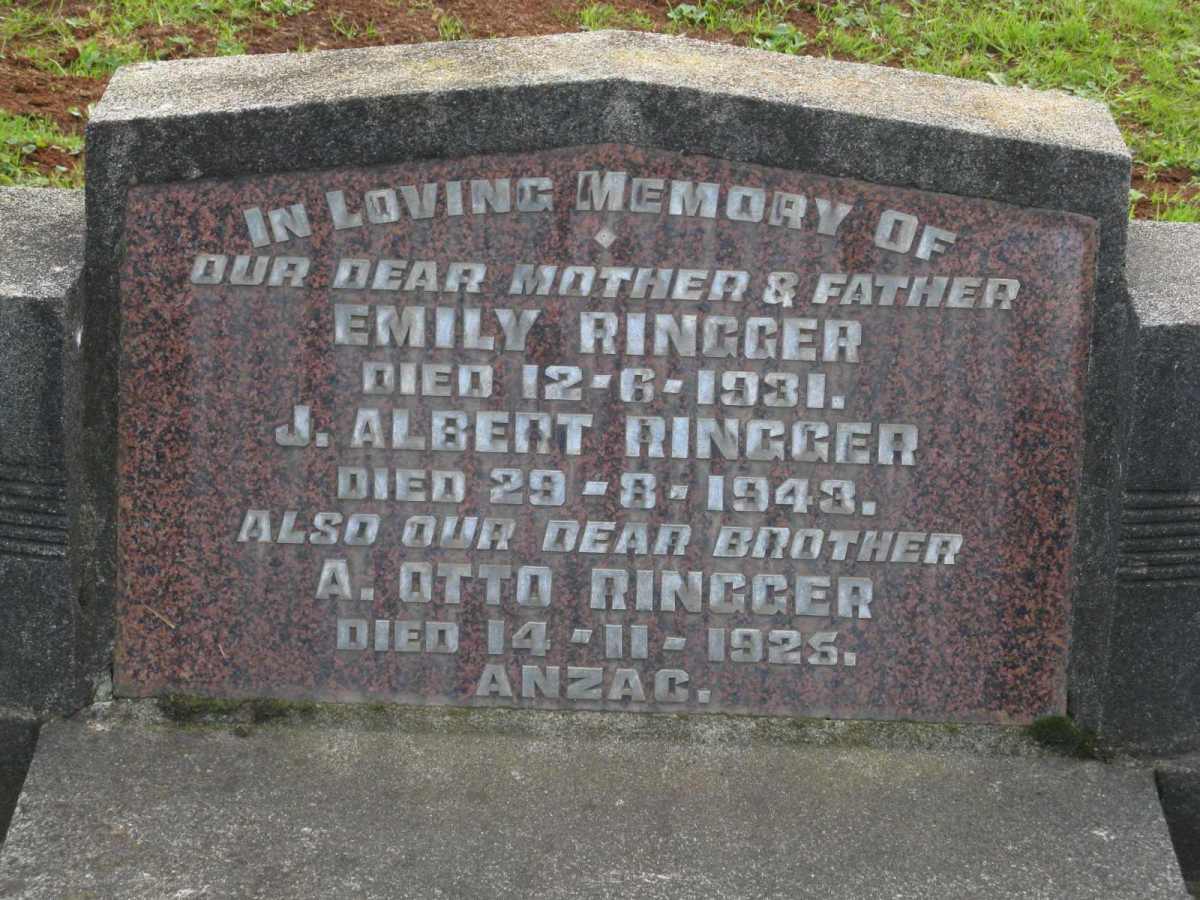 IN LOVING MEMORY OF
OUR DEAR MOTHER & FATHER
EMILY RINGGER
DIED 12-6-1931.
J. ALBERT RINGGER
DIED 29-8-1943.
ALSO OUR DEAR BROTHER
A. OTTO RINGGER
DIED 14-11-1925.
ANZAC.